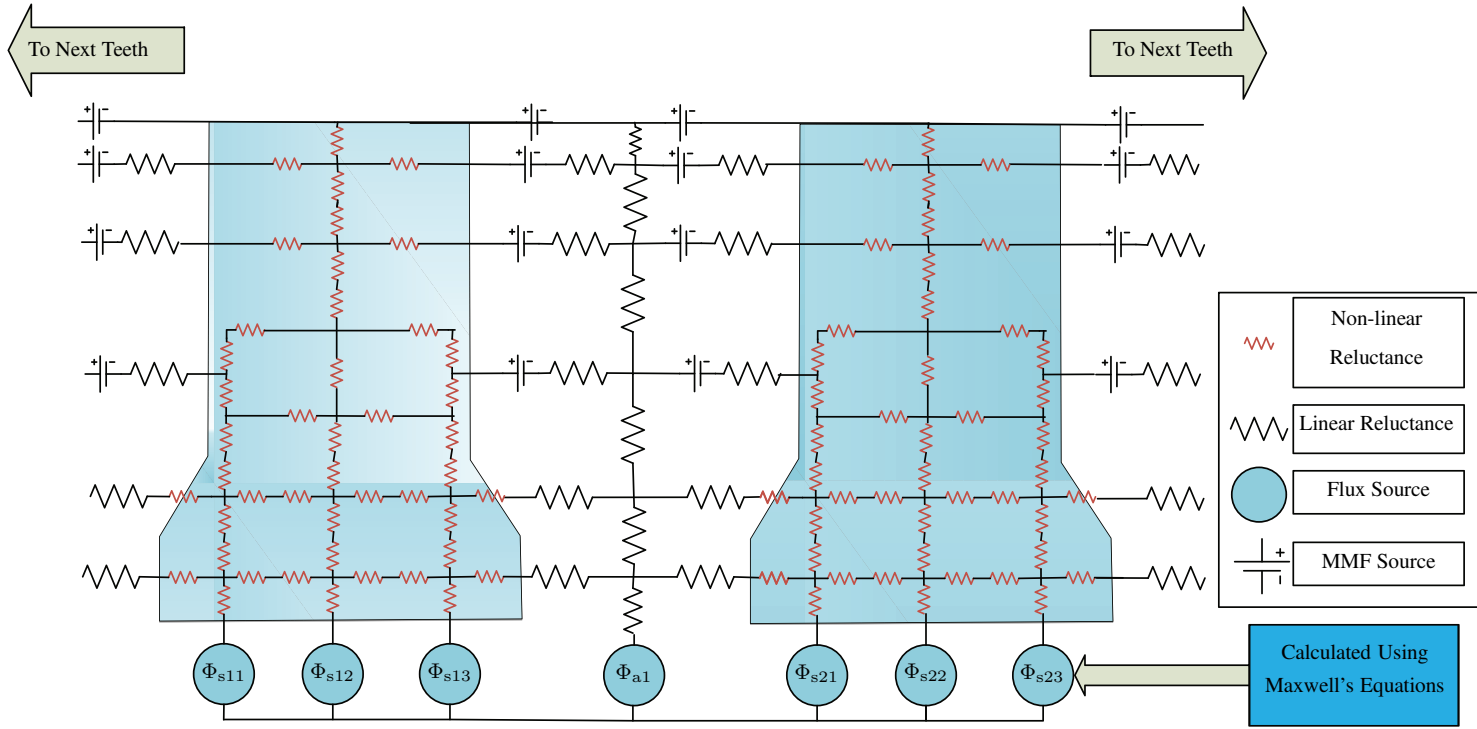 To Next Teeth
To Next Teeth
Non-linear
Reluctance
Linear Reluctance
Flux Source
MMF Source
Φs11
Φs12
Φs13
Φa1
Φs21
Φs22
Φs23
Calculated Using
Maxwell's Equations